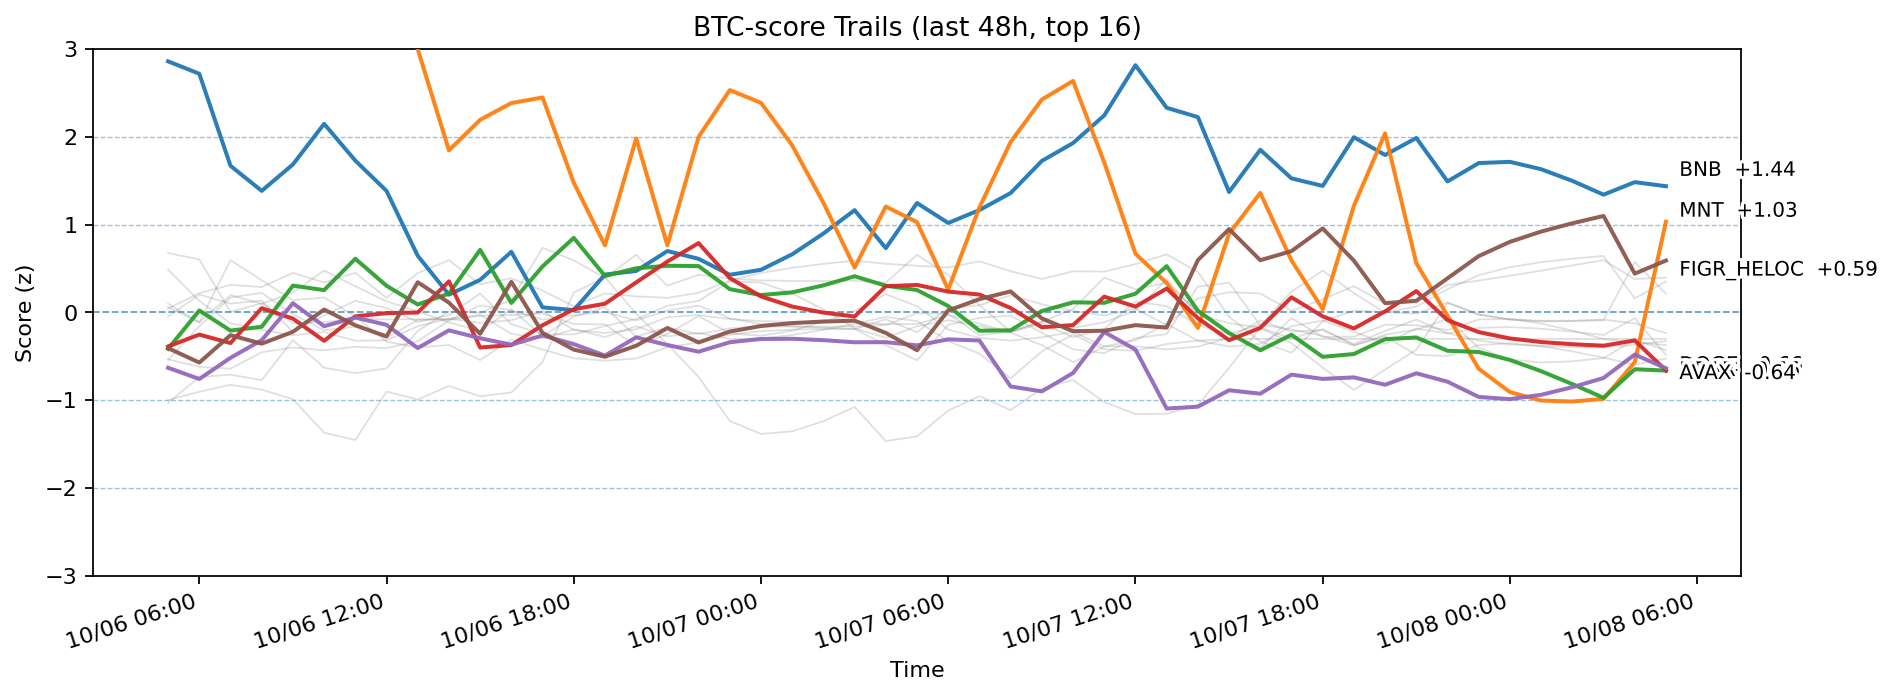 BTC-score Trails (last 48h, top 16)
Score (z)
3
2
1
0
−1
−2
−3
BNB +1.44
MNT +1.03
FIGR_HELOC +0.59
AVAX -0.64
10/06 06:00
10/06 12:00
10/06 18:00
10/07 00:00
10/07 06:00
10/07 12:00
10/07 18:00
10/08 00:00
10/08 06:00
Time